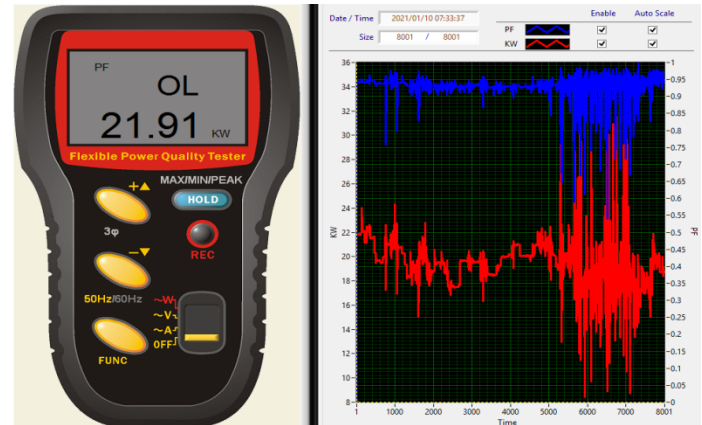 PF
OL
21.91 KW
Flexible Power Quality Tester
+▲
MAX/MIN/PEAK
HOLD
3φ
REC
−▼
50Hz/60Hz
~W
~V
~A
OFF
FUNC
Date / Time 2021/01/10 07:33:37
Size 8001 / 8001
Enable Auto Scale
PF
KW
36
34
32
30
28
26
24
22
20
18
16
14
12
10
8
KW
1
0.95
0.9
0.85
0.8
0.75
0.7
0.65
0.6
0.55
0.5
0.45
0.4
0.35
0.3
0.25
0.2
0.15
0.1
0.05
0
PF
1 1000 2000 3000 4000 5000 6000 7000 8001
Time